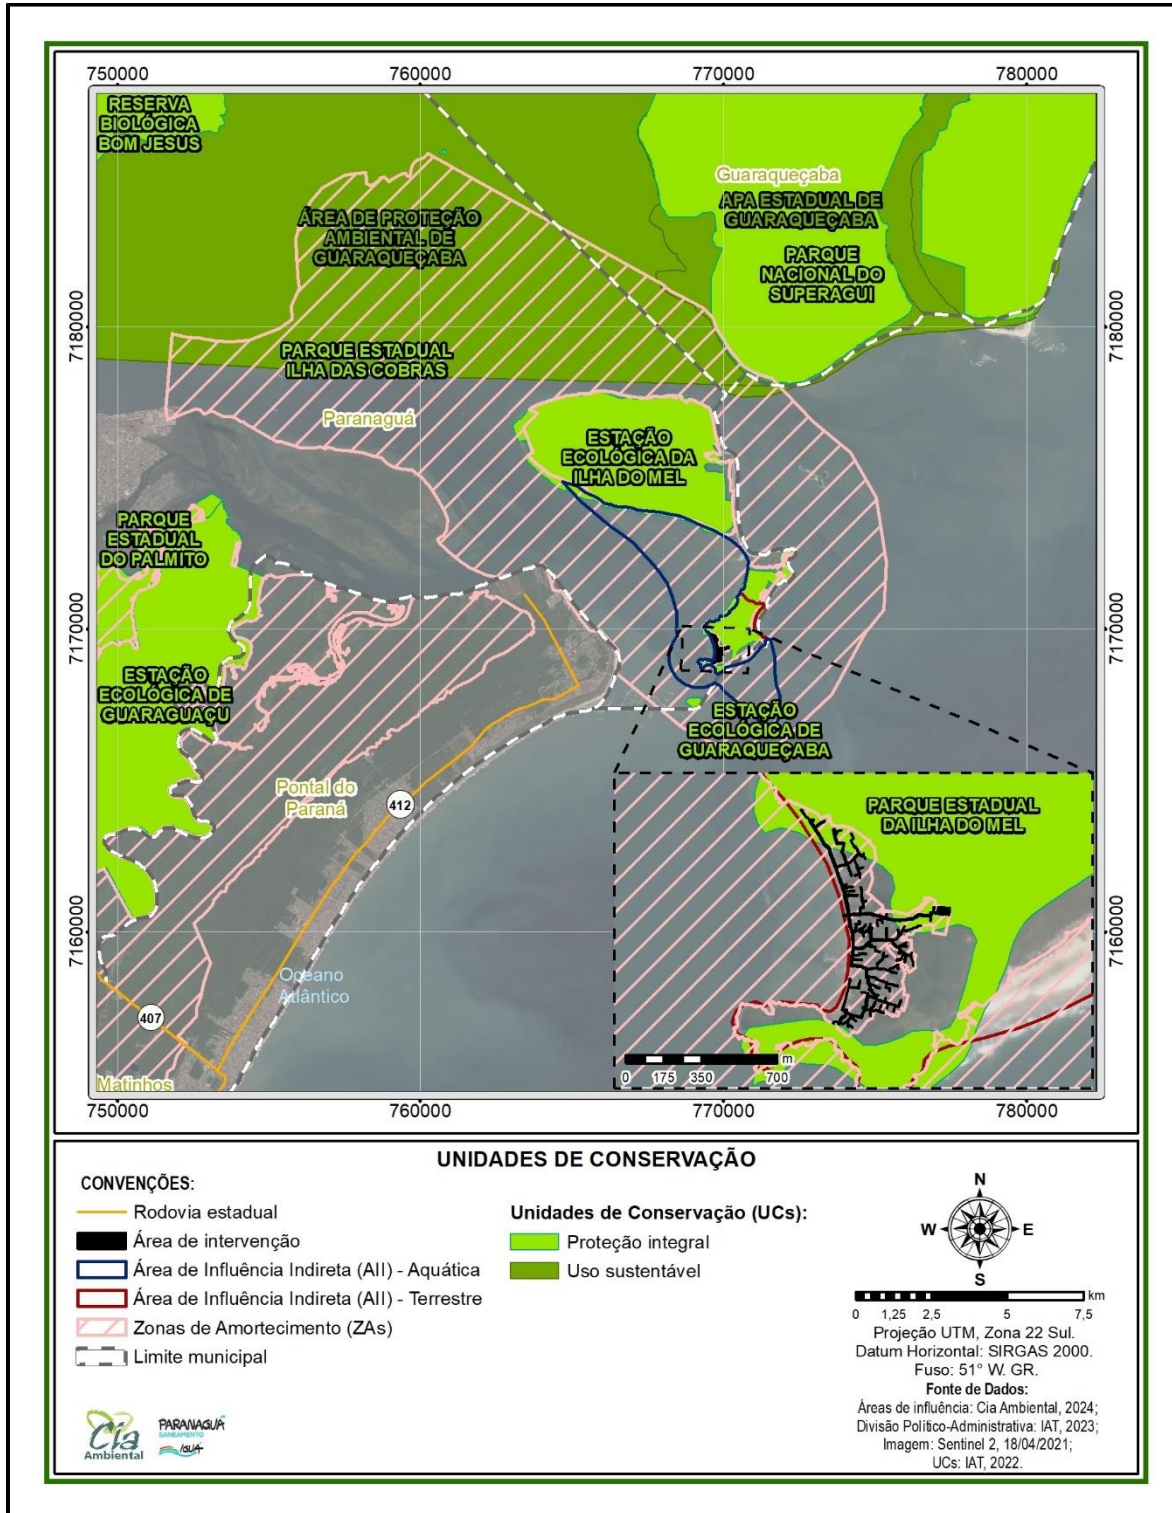 750000
760000
770000
780000
RESERVA
BIOLÓGICA
BOM JESUS
Guaraqueçaba
APA ESTADUAL DE
GUARAQUEÇABA
ÁREA DE PROTEÇÃO
AMBIENTAL DE
GUARAQUEÇABA
PARQUE
NACIONAL DO
SUPERAGUI
7180000
7180000
PARQUE ESTADUAL
ILHA DAS COBRAS
Paranaguá
ESTAÇÃO
ECOLÓGICA DA
ILHA DO MEL
PARQUE
ESTADUAL
DO PALMITO
7170000
7170000
ESTAÇÃO
ECOLÓGICA DE
GUARAGUAÇU
ESTAÇÃO
ECOLÓGICA DE
GUARAQUEÇABA
Pontal do
Paraná
412
PARQUE ESTADUAL
DA ILHA DO MEL
7160000
7160000
Oceano
Atlântico
407
Matinhos
m
0 175 350 700
750000
760000
770000
780000
UNIDADES DE CONSERVAÇÃO
CONVENÇÕES:
Rodovia estadual
Área de intervenção
Área de Influência Indireta (AII) - Aquática
Área de Influência Indireta (AII) - Terrestre
Zonas de Amortecimento (ZAs)
Limite municipal
Unidades de Conservação (UCs):
Proteção integral
Uso sustentável
N
W E
S
km
0 1,25 2,5 5 7,5
Projeção UTM, Zona 22 Sul.
Datum Horizontal: SIRGAS 2000.
Fuso: 51° W. GR.
Fonte de Dados:
Áreas de influência: Cia Ambiental, 2024;
Divisão Político-Administrativa: IAT, 2023;
Imagem: Sentinel 2, 18/04/2021;
UCs: IAT, 2022.
Cia
Ambiental
PARANAGUÁ
SANEAMENTO
IGUÁ